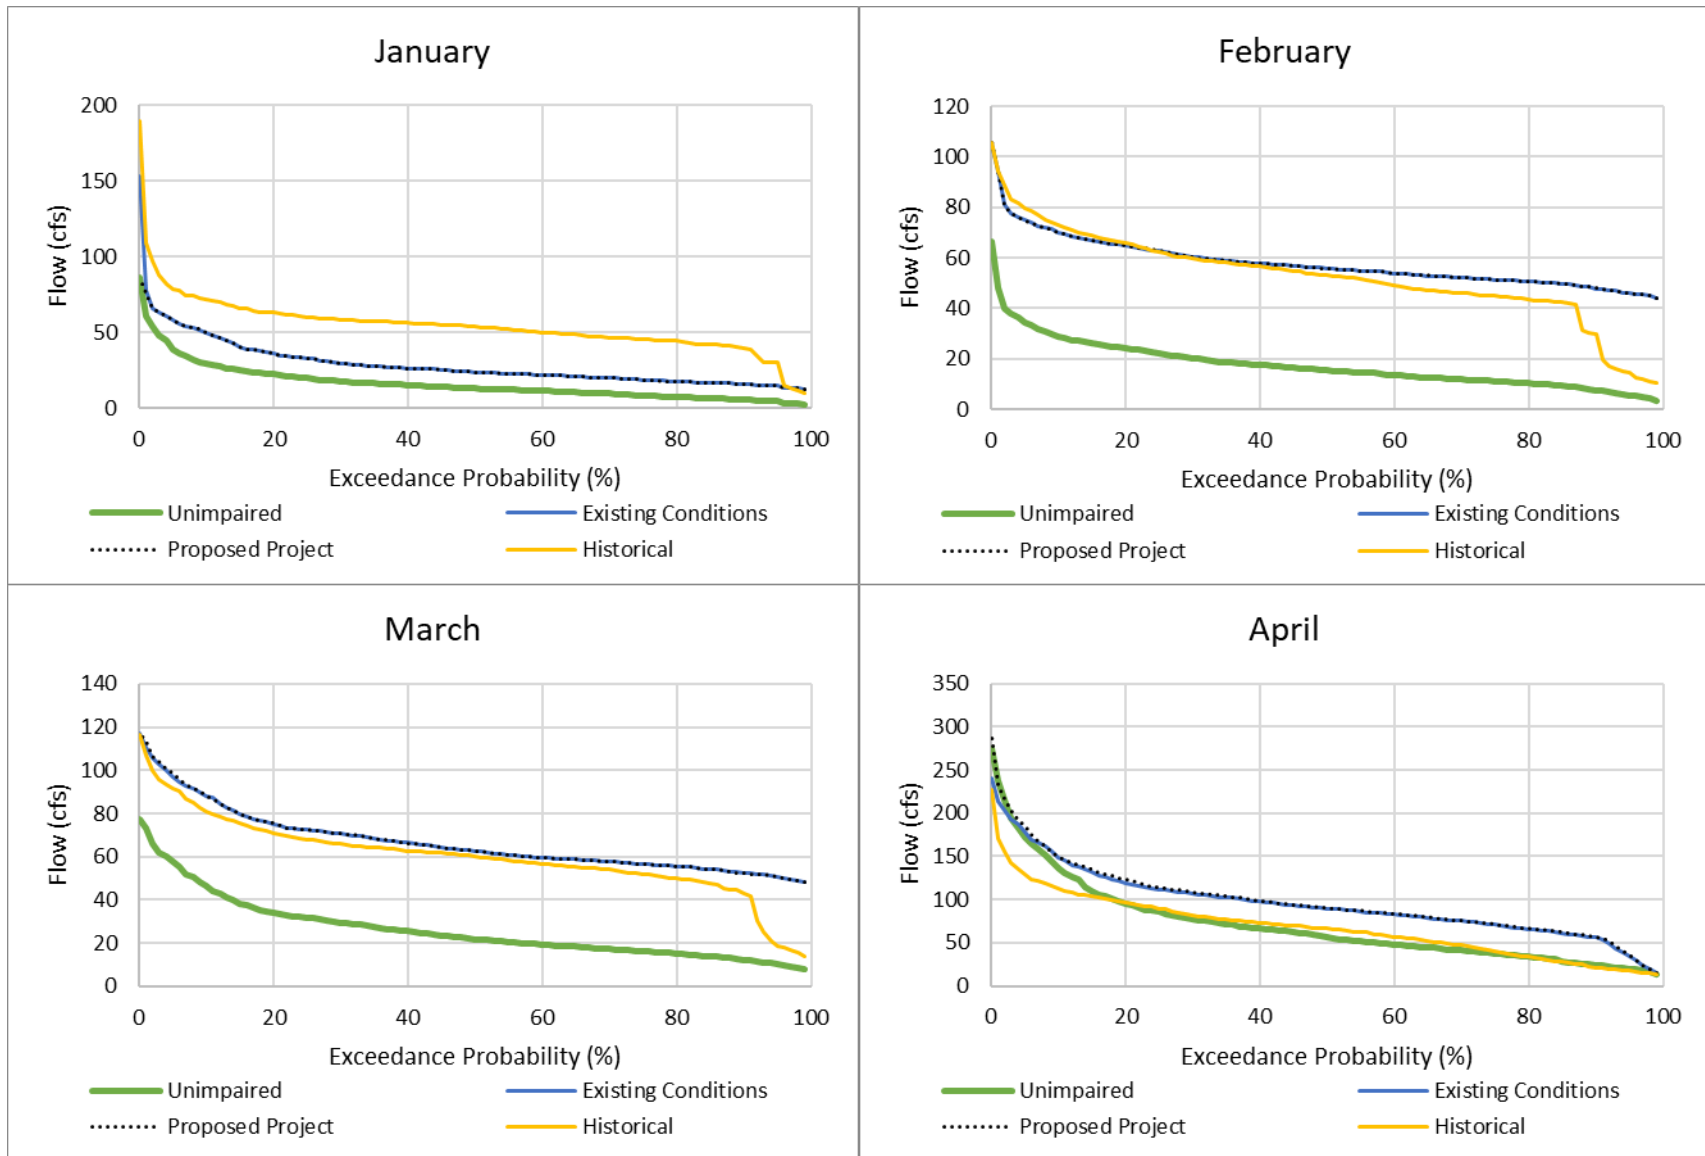 January
200
150
100
50
0
Flow (cfs)
0 20 40 60 80 100
Exceedance Probability (%)
Unimpaired Existing Conditions
Proposed Project Historical
February
120
100
80
60
40
20
0
Flow (cfs)
0 20 40 60 80 100
Exceedance Probability (%)
Unimpaired Existing Conditions
Proposed Project Historical
March
140
120
100
80
60
40
20
0
Flow (cfs)
0 20 40 60 80 100
Exceedance Probability (%)
Unimpaired Existing Conditions
Proposed Project Historical
April
350
300
250
200
150
100
50
0
Flow (cfs)
0 20 40 60 80 100
Exceedance Probability (%)
Unimpaired Existing Conditions
Proposed Project Historical